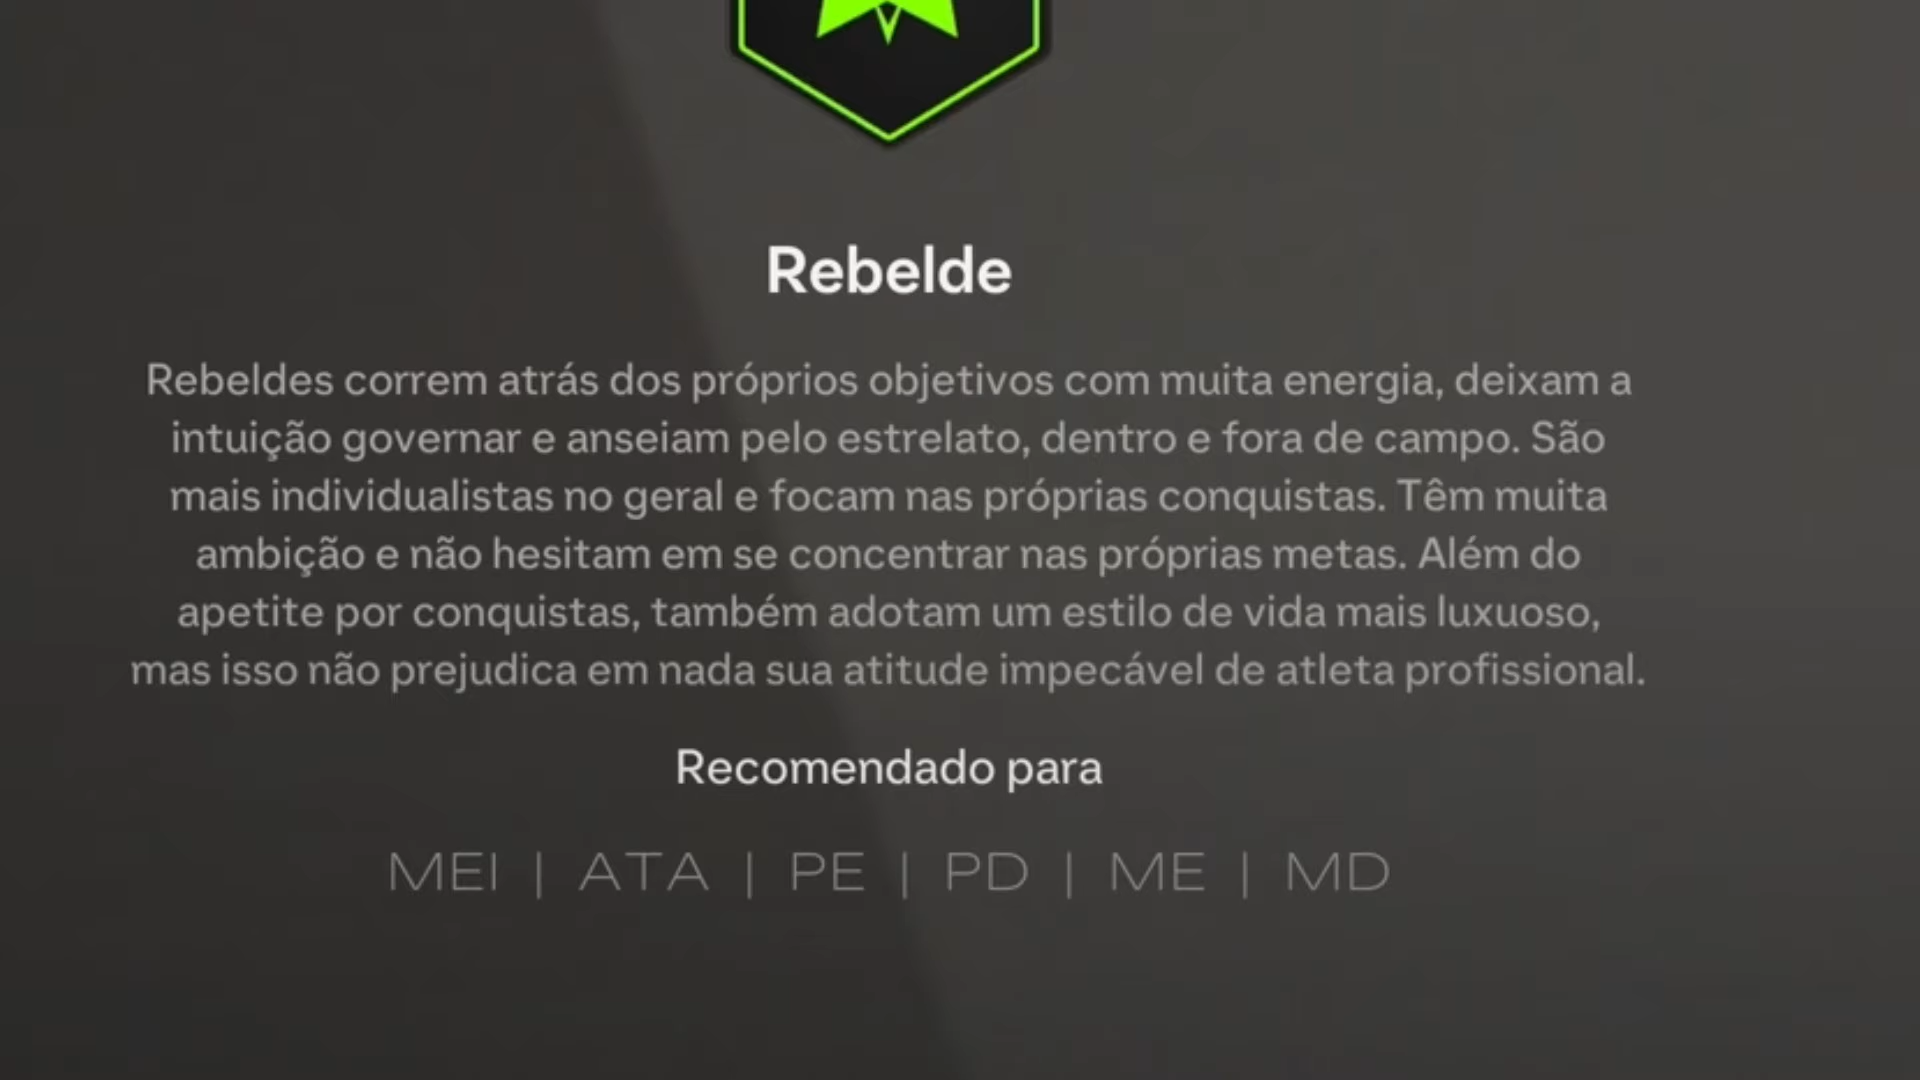 Rebelde
Rebeldes correm atrás dos próprios objetivos com muita energia, deixam a
intuição governar e anseiam pelo estrelato, dentro e fora de campo. São
mais individualistas no geral e focam nas próprias conquistas. Têm muita
ambição e não hesitam em se concentrar nas próprias metas. Além do
apetite por conquistas, também adotam um estilo de vida mais luxuoso,
mas isso não prejudica em nada sua atitude impecável de atleta profissional.
Recomendado para
MEI | ATA | PE | PD | ME | MD